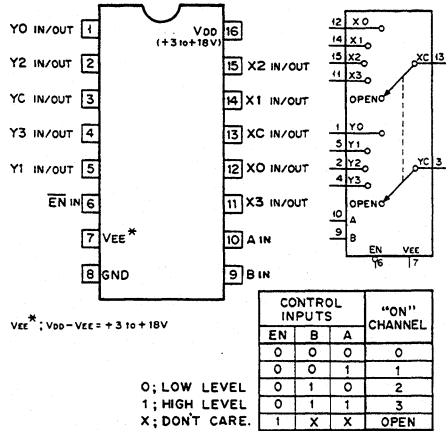 Y0 IN/OUT 1
Y2 IN/OUT 2
YC IN/OUT 3
Y3 IN/OUT 4
Y1 IN/OUT 5
EN IN 6
7 VEE*
8 GND
VDD 16
(+3 to +18V)
15 X2 IN/OUT
14 X1 IN/OUT
13 XC IN/OUT
12 X0 IN/OUT
11 X3 IN/OUT
10 A IN
9 B IN
12 X0
14 X1
15 X2
11 X3
OPEN
XC 13
1 Y0
5 Y1
2 Y2
4 Y3
OPEN
YC 3
10 A
9 B
EN VEE
6 7
VEE*; VDD-VEE=+3 to +18V
0; LOW LEVEL
1; HIGH LEVEL
X; DON'T CARE.
CONTROL INPUTS "ON" CHANNEL
EN B A
0 0 0 0
0 0 1 1
0 1 0 2
0 1 1 3
1 X X OPEN